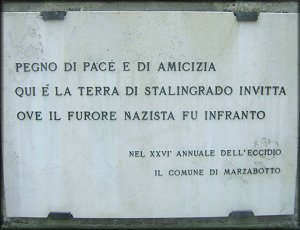 PEGNO DI PACE E DI AMICIZIA
QUI É LA TERRA DI STALINGRADO INVITTA
OVE IL FURORE NAZISTA FU INFRANTO
NEL XXVI° ANNUALE DELL'ECCIDIO
IL COMUNE DI MARZABOTTO